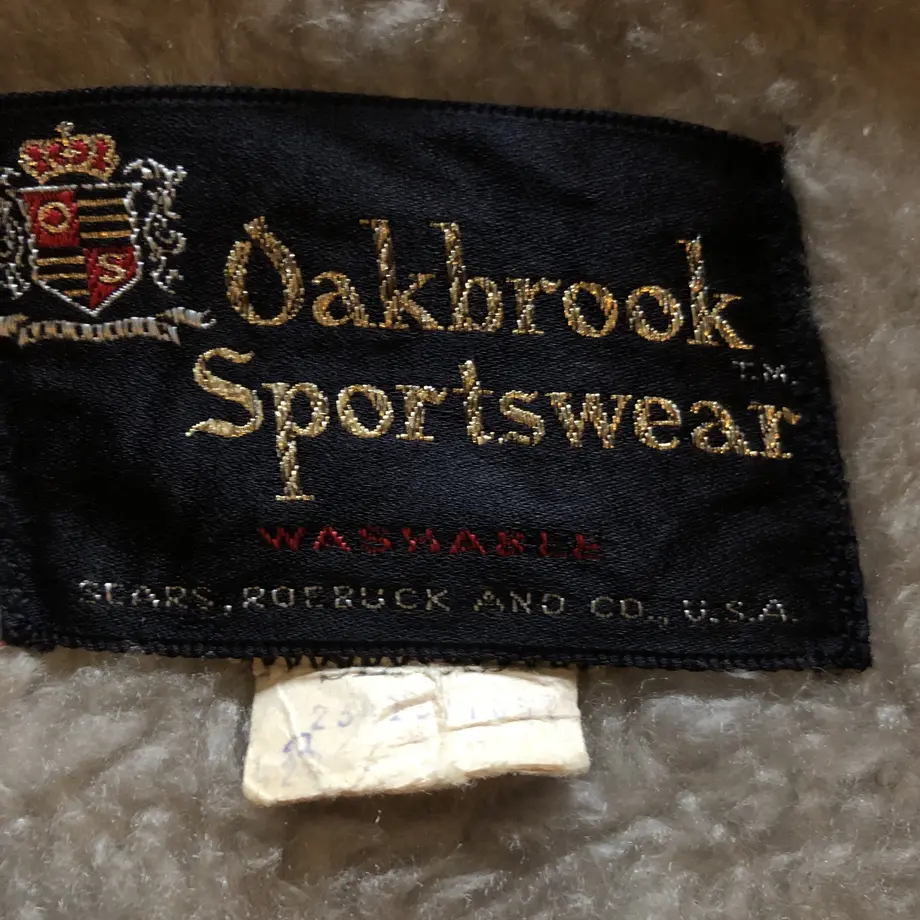 O
S
Oakbrook
T.M.
Sportswear
WASHABLE
SEARS, ROEBUCK AND CO., U.S.A.